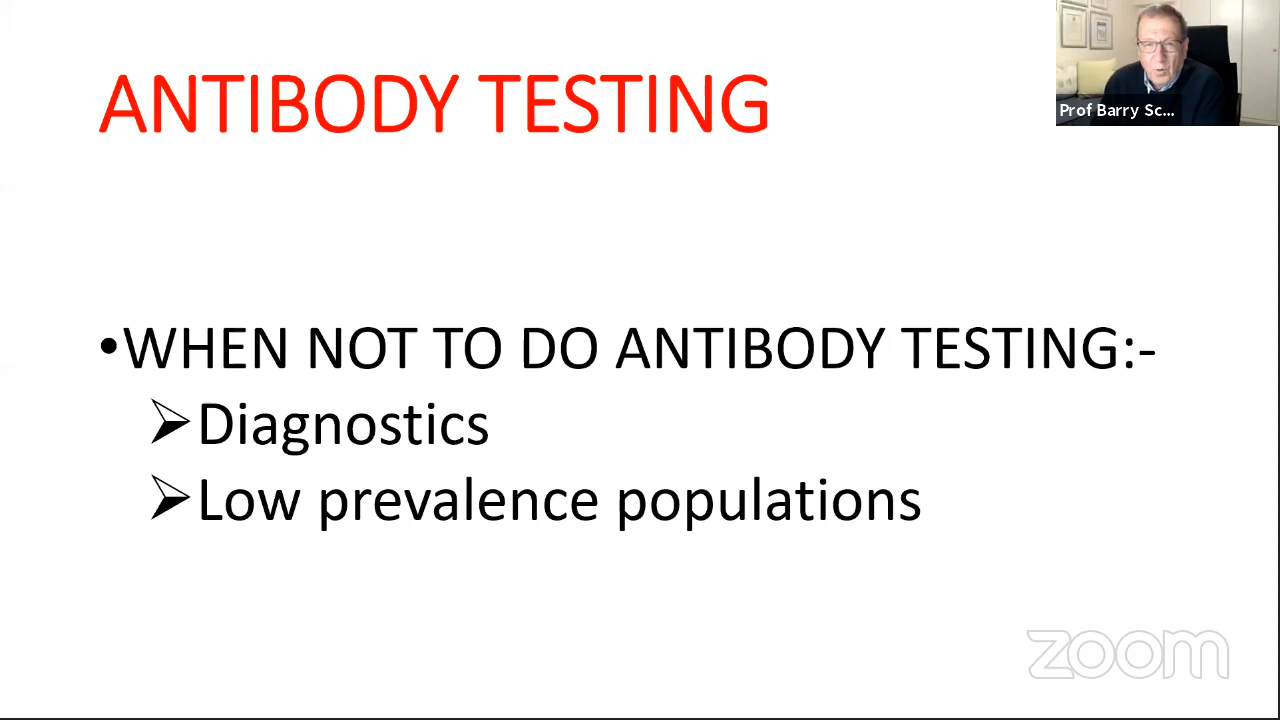 ANTIBODY TESTING
Prof Barry Sc...
•WHEN NOT TO DO ANTIBODY TESTING:-
➢Diagnostics
➢Low prevalence populations
zoom